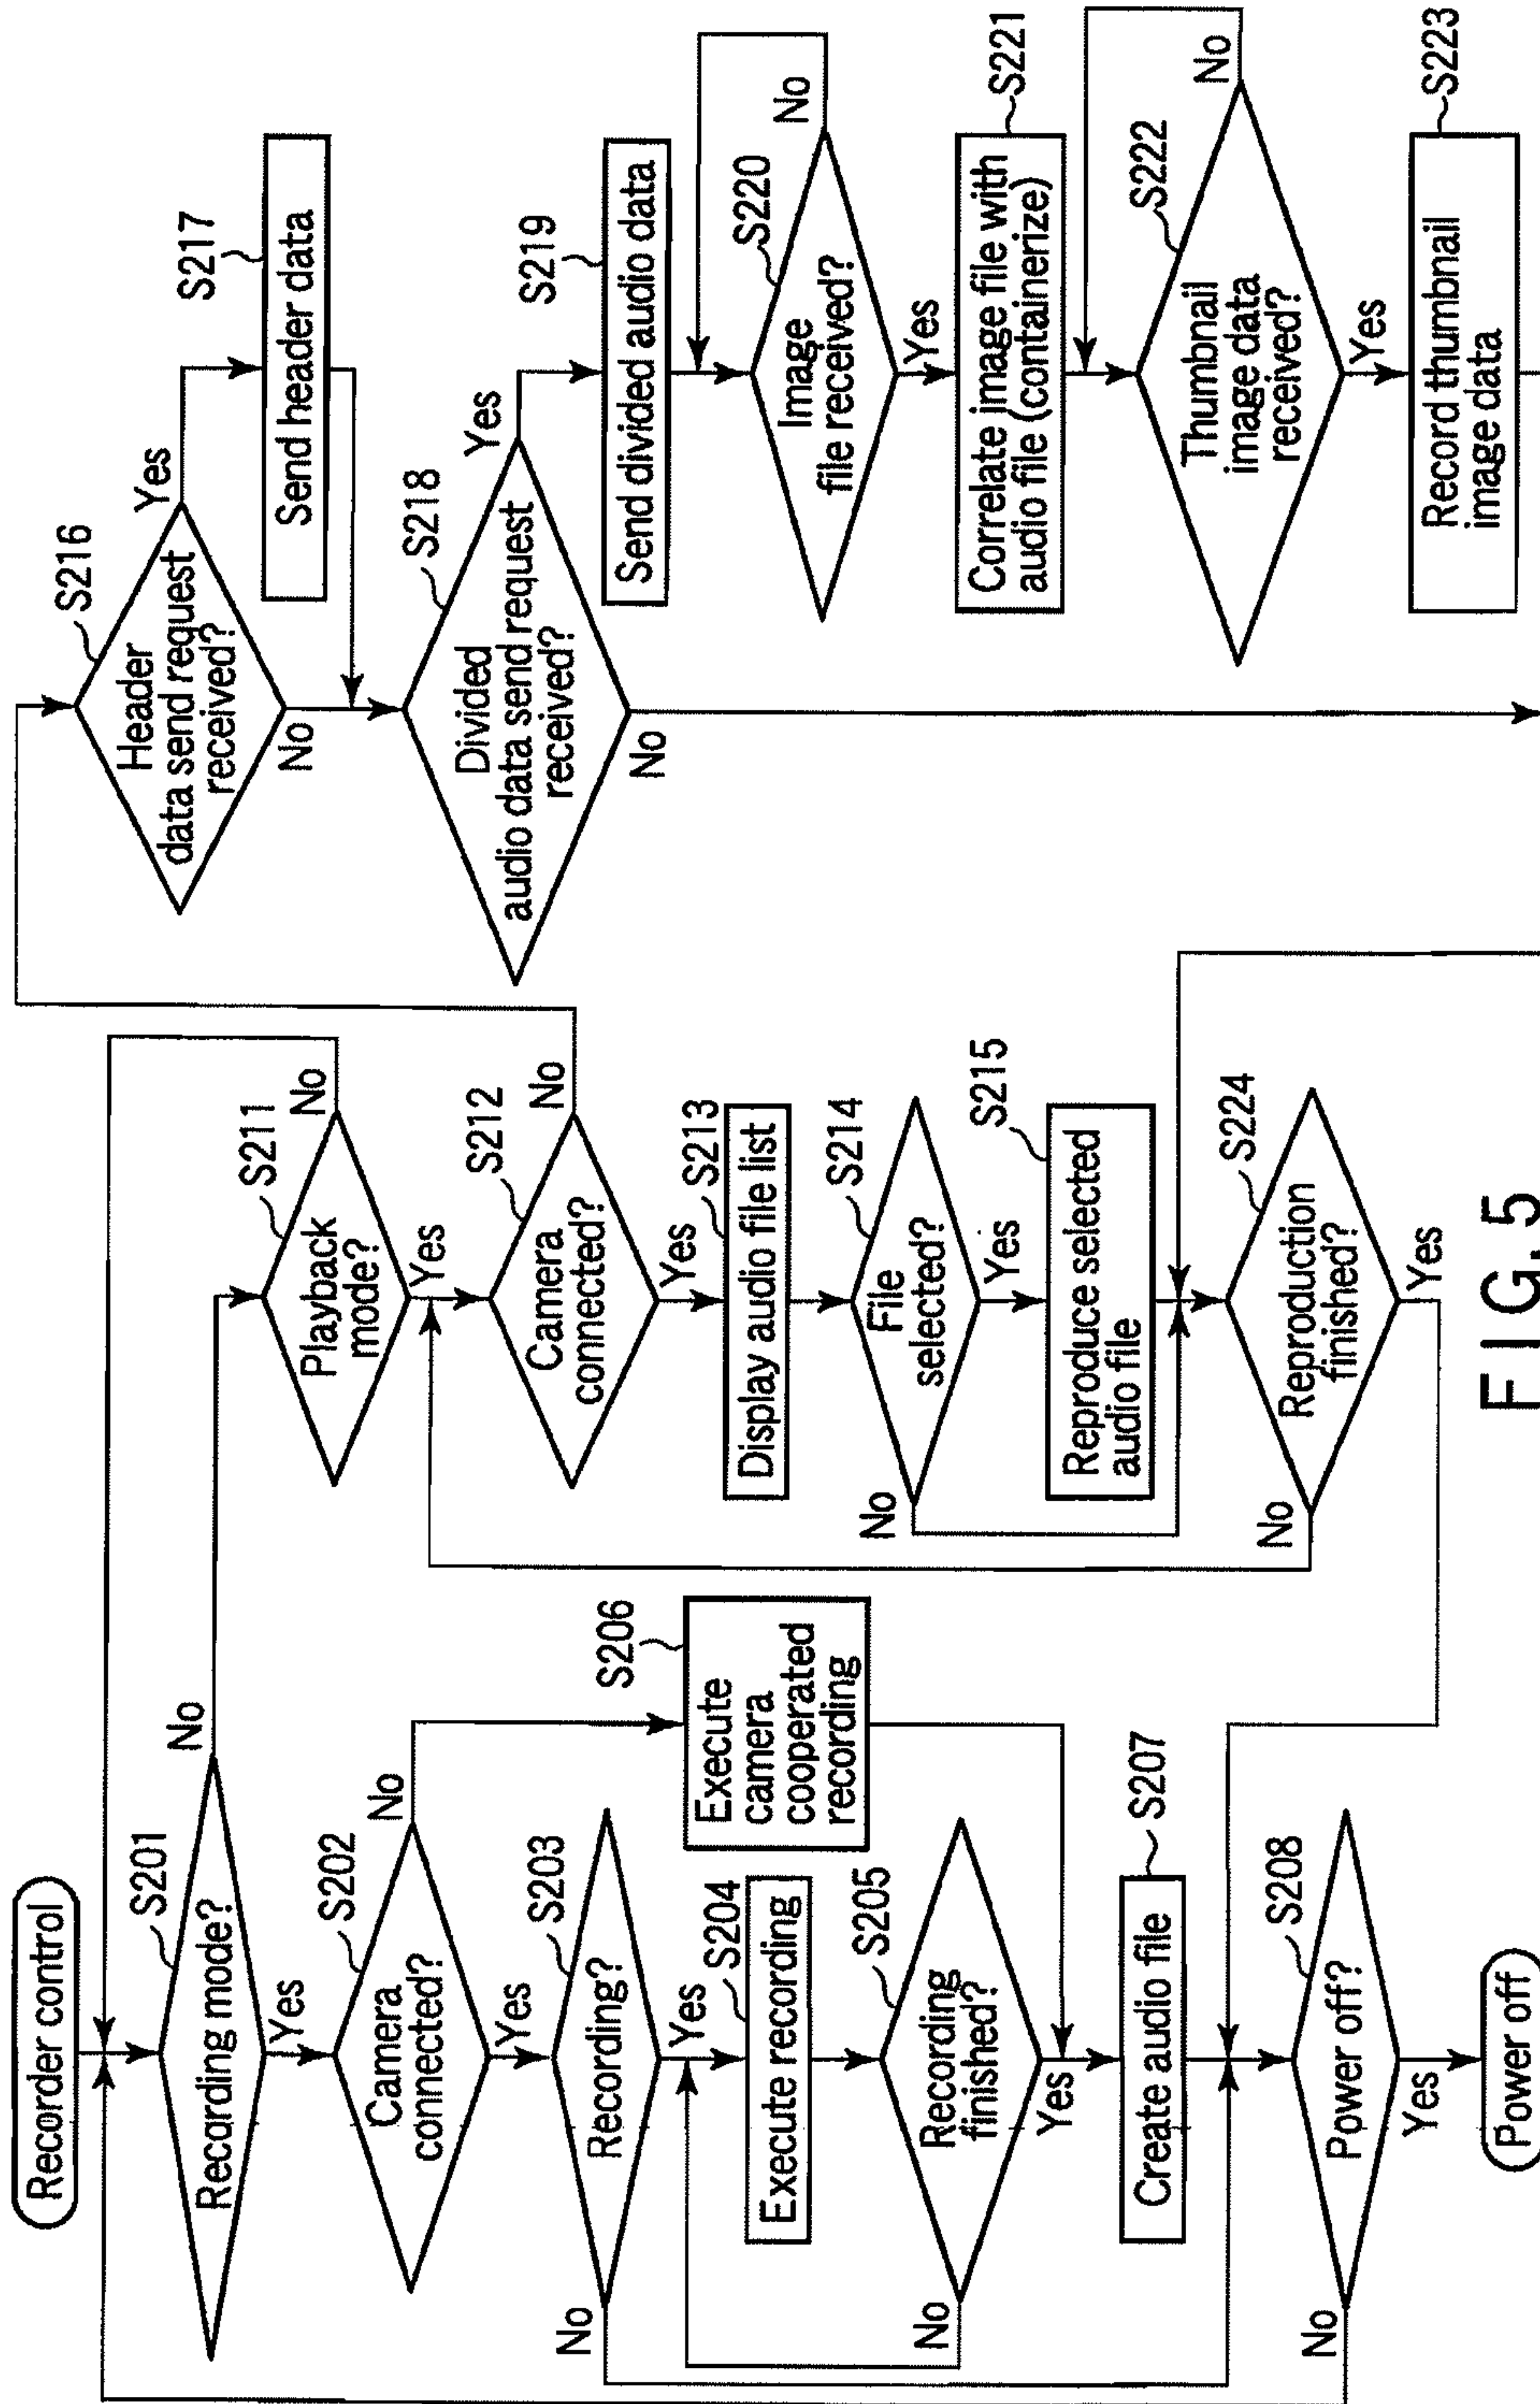 Recorder control
S201
Recording mode?
No
Yes
S202
Camera
connected?
No
Yes
S203
Recording?
No
Yes
S204
Execute recording
S205
Recording
finished?
No
Yes
S206
Execute
camera
cooperated
recording
S207
Create audio file
S208
Power off?
No
Yes
Power off
S211
Playback
mode?
No
Yes
S212
Camera
connected?
No
Yes
S213
Display audio file list
S214
File
selected?
No
Yes
S215
Reproduce selected
audio file
S224
Reproduction
finished?
No
Yes
S216
Header
data send request
received?
Yes
No
S217
Send header data
S218
Divided
audio data send request
received?
Yes
No
S219
Send divided audio data
S220
Image
file received?
No
Yes
S221
Correlate image file with
audio file (containerize)
S222
Thumbnail
image data
received?
No
Yes
S223
Record thumbnail
image data
FIG. 5